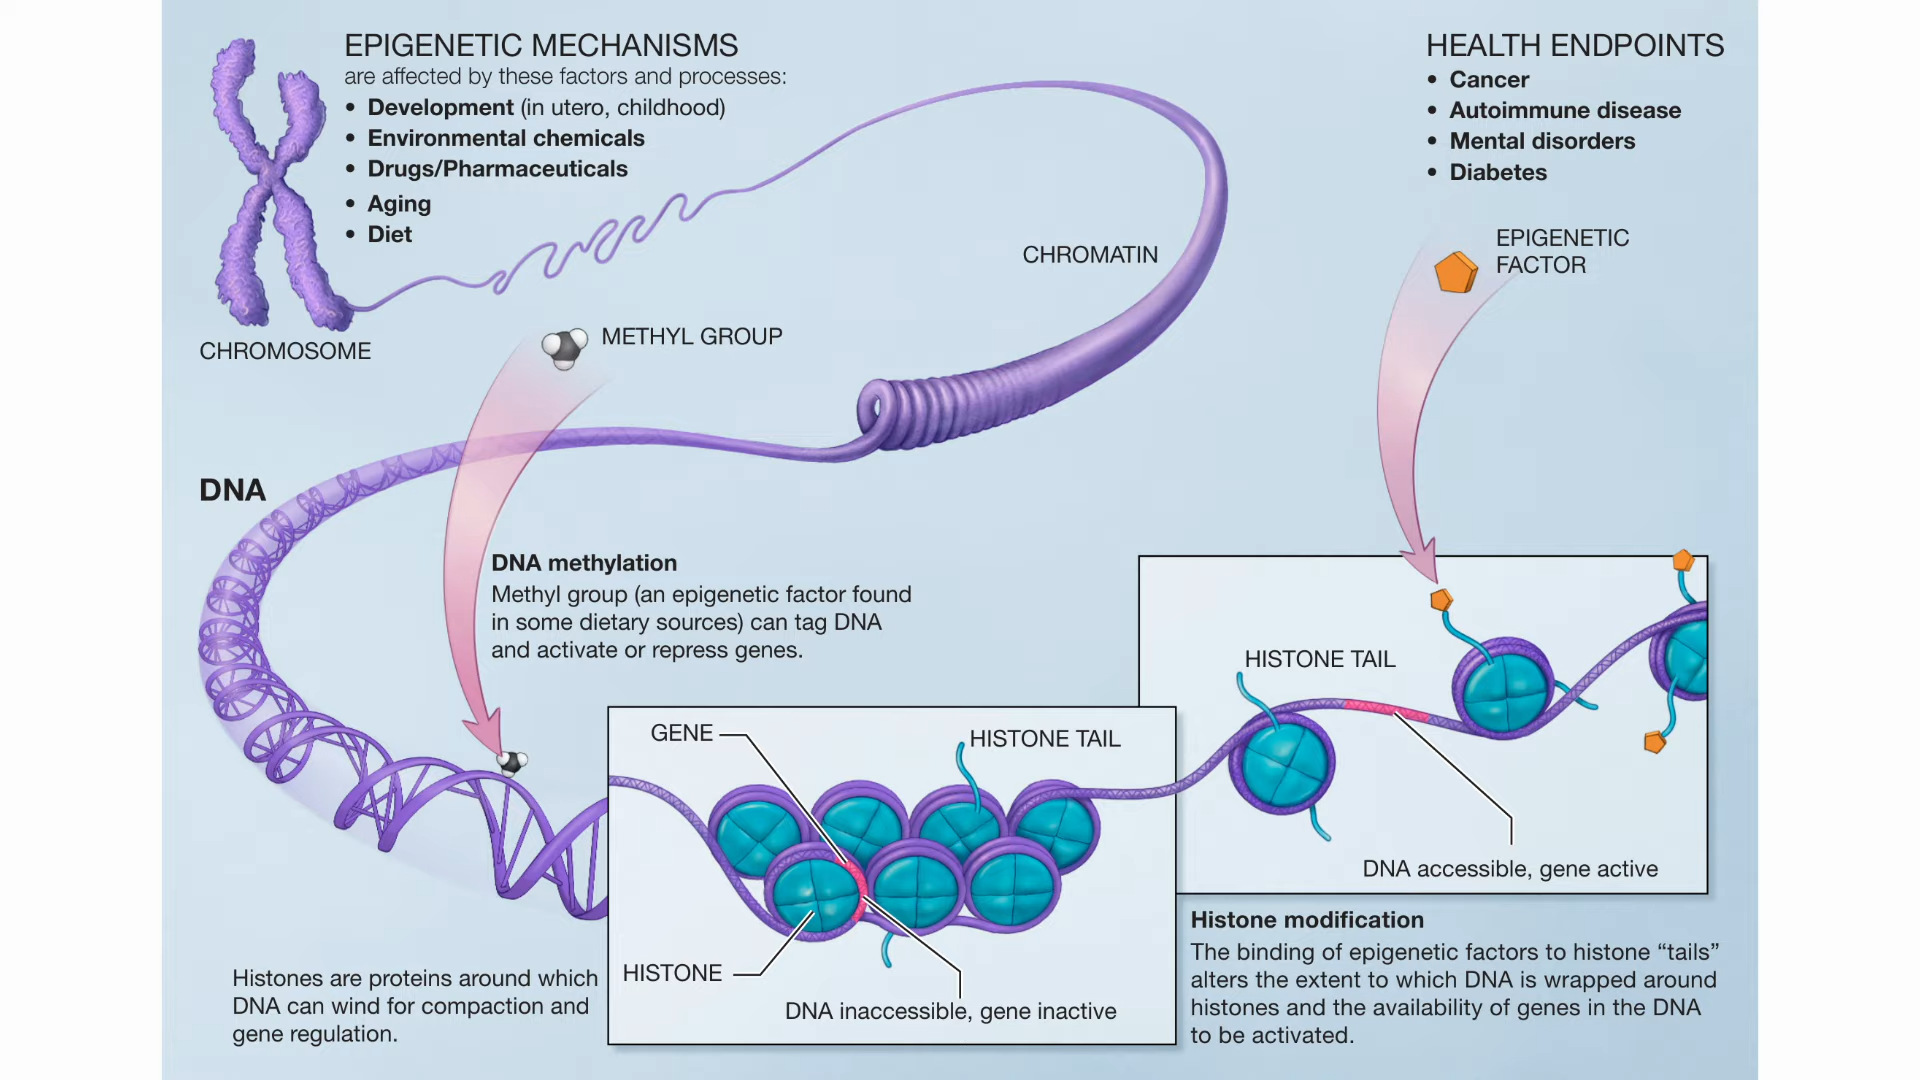 EPIGENETIC MECHANISMS
are affected by these factors and processes:
• Development (in utero, childhood)
• Environmental chemicals
• Drugs/Pharmaceuticals
• Aging
• Diet
HEALTH ENDPOINTS
• Cancer
• Autoimmune disease
• Mental disorders
• Diabetes
EPIGENETIC
FACTOR
CHROMATIN
CHROMOSOME
METHYL GROUP
DNA
DNA methylation
Methyl group (an epigenetic factor found
in some dietary sources) can tag DNA
and activate or repress genes.
HISTONE TAIL
GENE
HISTONE TAIL
DNA accessible, gene active
HISTONE
DNA inaccessible, gene inactive
Histones are proteins around which
DNA can wind for compaction and
gene regulation.
Histone modification
The binding of epigenetic factors to histone “tails”
alters the extent to which DNA is wrapped around
histones and the availability of genes in the DNA
to be activated.